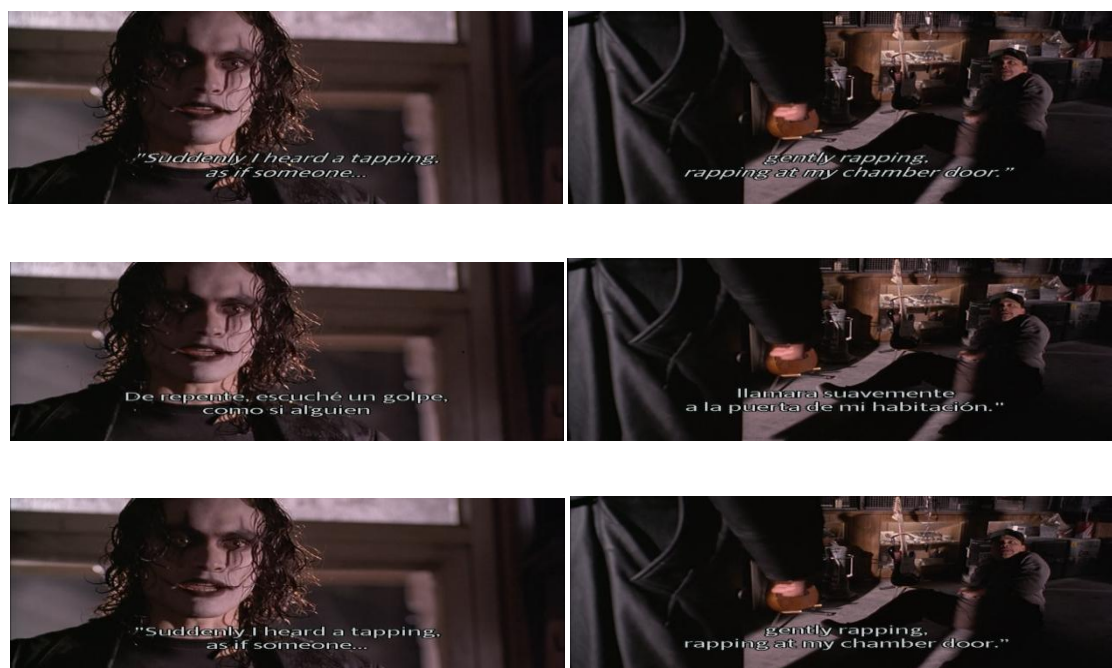 "Suddenly I heard a tapping,
as if someone...
gently rapping,
rapping at my chamber door."
De repente, escuché un golpe,
como si alguien
llamara suavemente
a la puerta de mi habitación."
"Suddenly I heard a tapping,
as if someone...
gently rapping,
rapping at my chamber door."